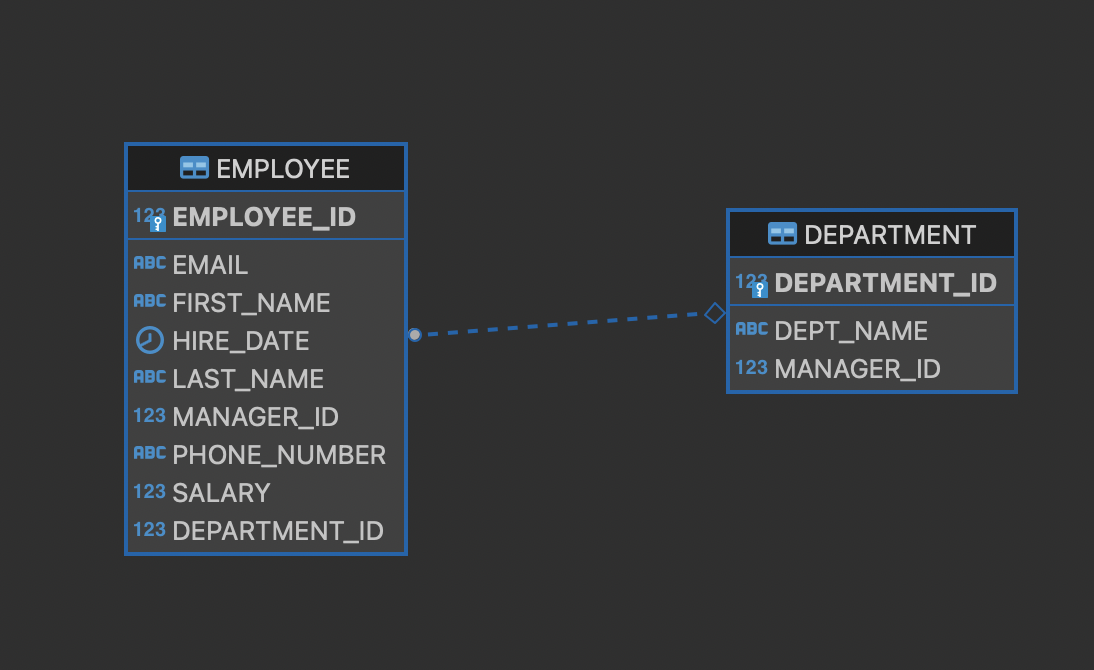 EMPLOYEE
123 EMPLOYEE_ID
ABC EMAIL
ABC FIRST_NAME
HIRE_DATE
ABC LAST_NAME
123 MANAGER_ID
ABC PHONE_NUMBER
123 SALARY
123 DEPARTMENT_ID
DEPARTMENT
123 DEPARTMENT_ID
ABC DEPT_NAME
123 MANAGER_ID